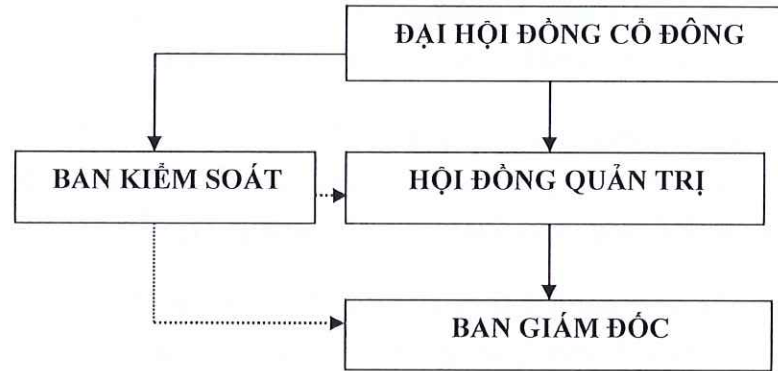 ĐẠI HỘI ĐỒNG CỔ ĐÔNG
BAN KIỂM SOÁT
HỘI ĐỒNG QUẢN TRỊ
BAN GIÁM ĐỐC